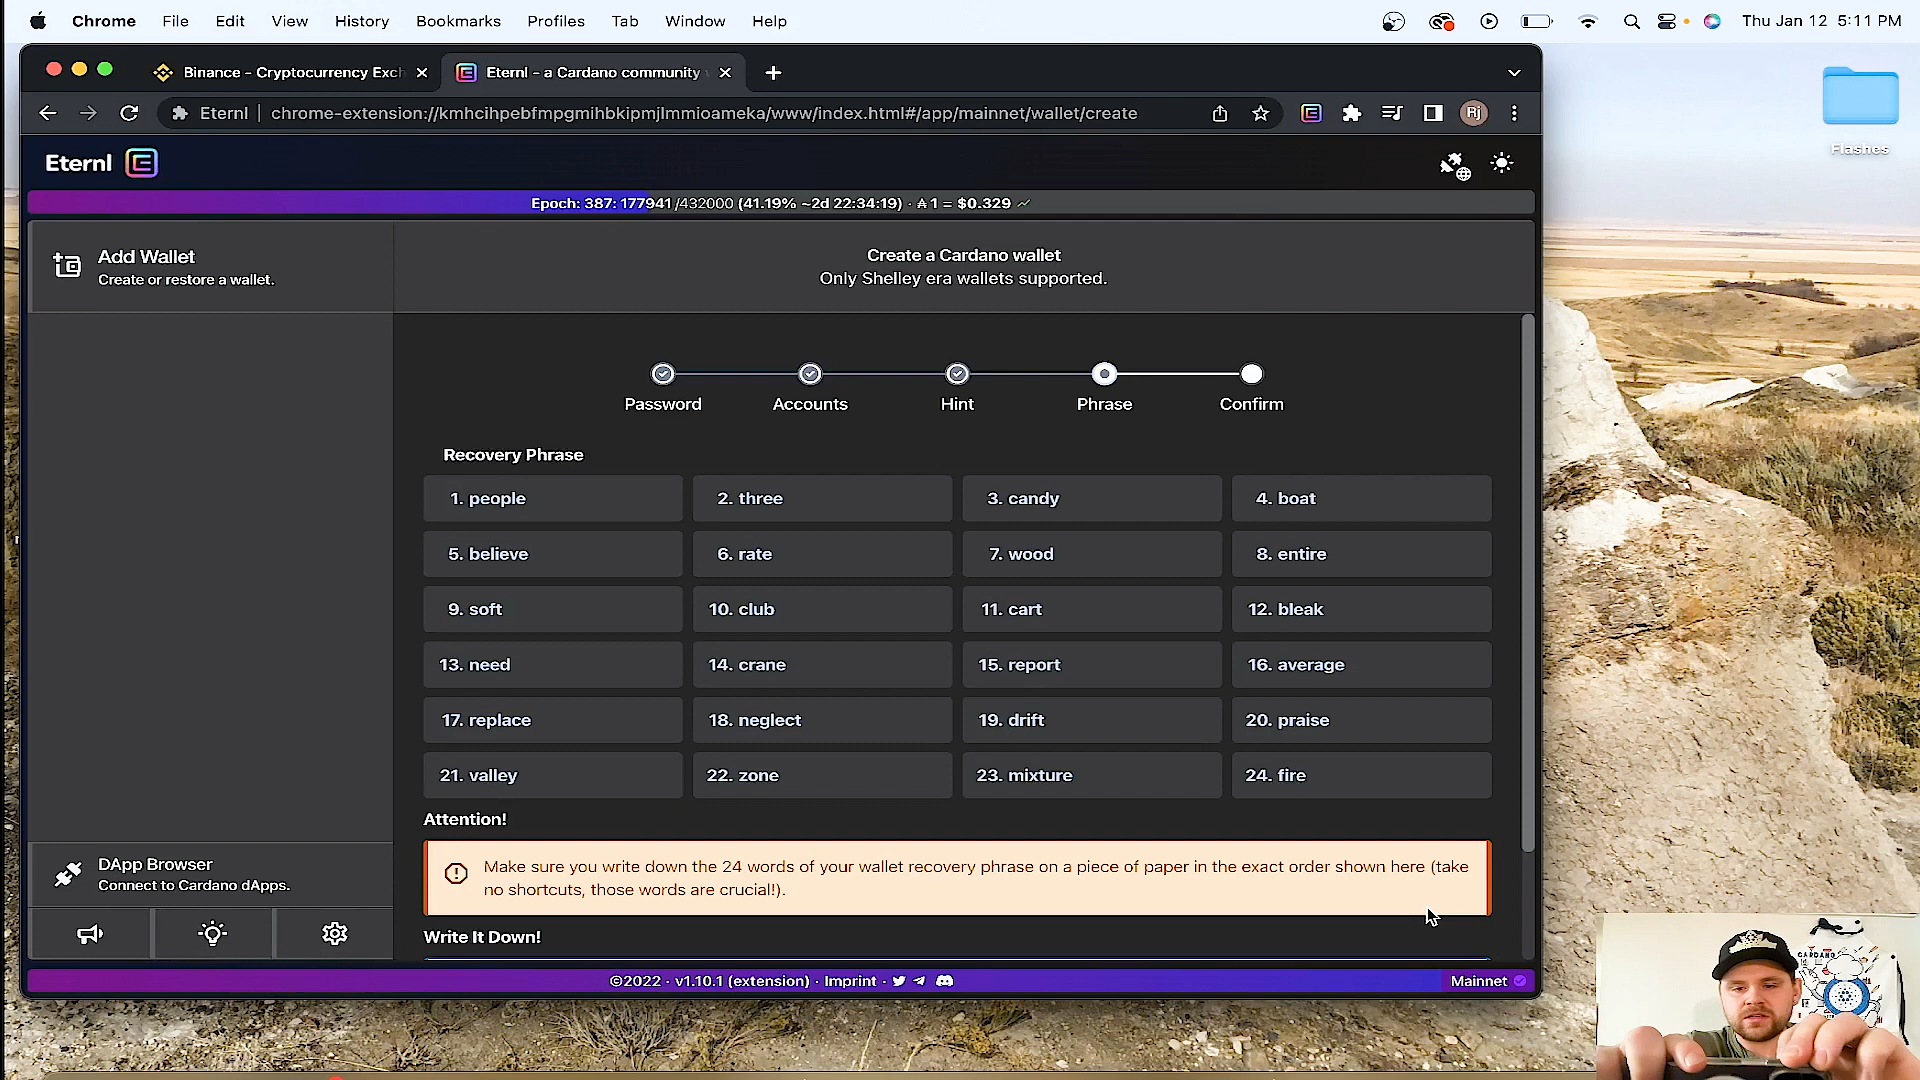 Chrome File Edit View History Bookmarks Profiles Tab Window Help Thu Jan 12 5:11 PM
Binance - Cryptocurrency Exch
Eternl - a Cardano community
Eternl | chrome-extension://kmhcihpebfmpgmihbkipmjlmmioameka/www/index.html#/app/mainnet/wallet/create
Rj
Flashes
Eternl
Epoch: 387: 177941/432000 (41.19% ~2d 22:34:19) · ₳ 1 = $0.329
Add Wallet
Create or restore a wallet.
Create a Cardano wallet
Only Shelley era wallets supported.
Password Accounts Hint Phrase Confirm
Recovery Phrase
1. people 2. three 3. candy 4. boat
5. believe 6. rate 7. wood 8. entire
9. soft 10. club 11. cart 12. bleak
13. need 14. crane 15. report 16. average
17. replace 18. neglect 19. drift 20. praise
21. valley 22. zone 23. mixture 24. fire
Attention!
Make sure you write down the 24 words of your wallet recovery phrase on a piece of paper in the exact order shown here (take
no shortcuts, those words are crucial!).
Write It Down!
DApp Browser
Connect to Cardano dApps.
©2022 · v1.10.1 (extension) · Imprint ·
Mainnet
CARDANO